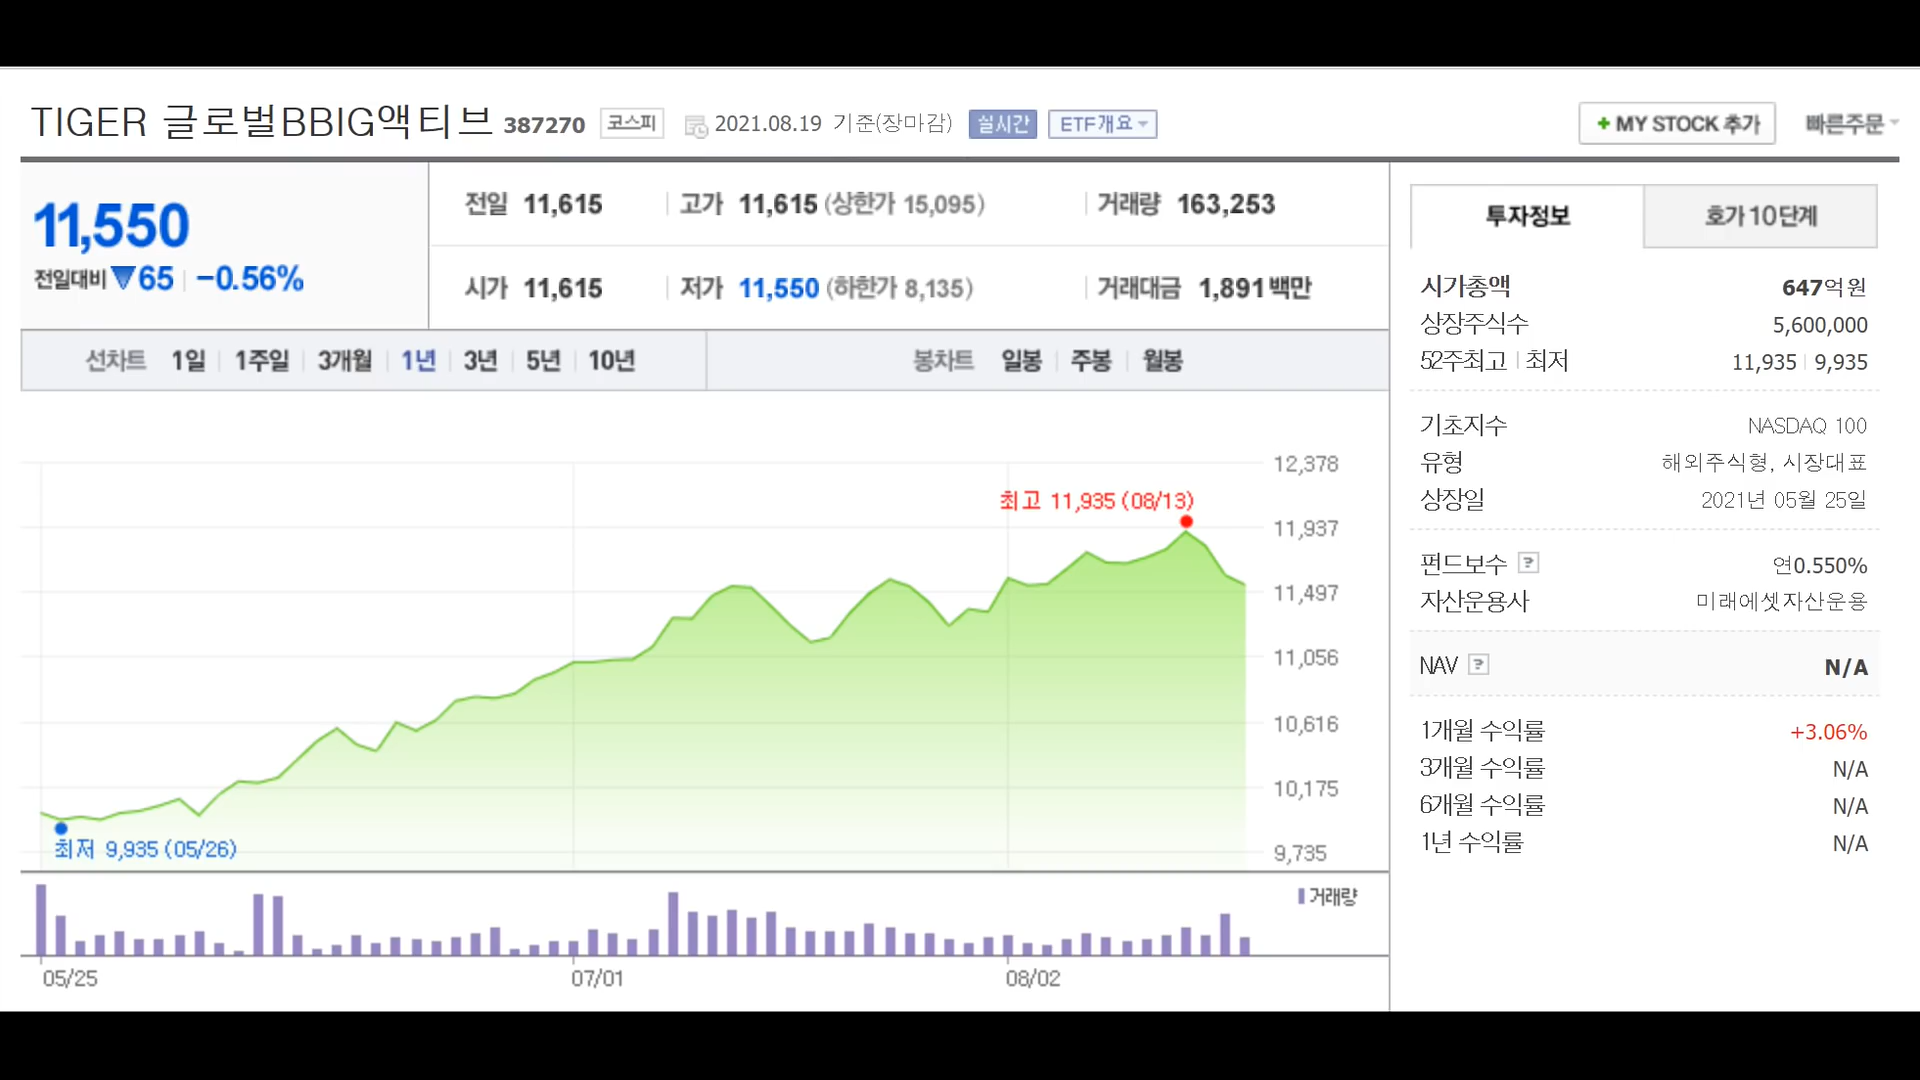 TIGER 글로벌BBIG액티브 387270 코스피 2021.08.19 기준(장마감) 실시간 ETF개요
+ MY STOCK 추가 빠른주문
11,550
전일대비 ▼65 -0.56%
전일 11,615 고가 11,615 (상한가 15,095) 거래량 163,253
시가 11,615 저가 11,550 (하한가 8,135) 거래대금 1,891 백만
선차트 1일 1주일 3개월 1년 3년 5년 10년 봉차트 일봉 주봉 월봉
12,378
최고 11,935 (08/13)
11,937
11,497
11,056
10,616
10,175
최저 9,935 (05/26)
9,735
거래량
05/25 07/01 08/02
투자정보 호가 10단계
시가총액 647억원
상장주식수 5,600,000
52주최고 최저 11,935 9,935
기초지수 NASDAQ 100
유형 해외주식형, 시장대표
상장일 2021년 05월 25일
펀드보수 ? 연0.550%
자산운용사 미래에셋자산운용
NAV ? N/A
1개월 수익률 +3.06%
3개월 수익률 N/A
6개월 수익률 N/A
1년 수익률 N/A